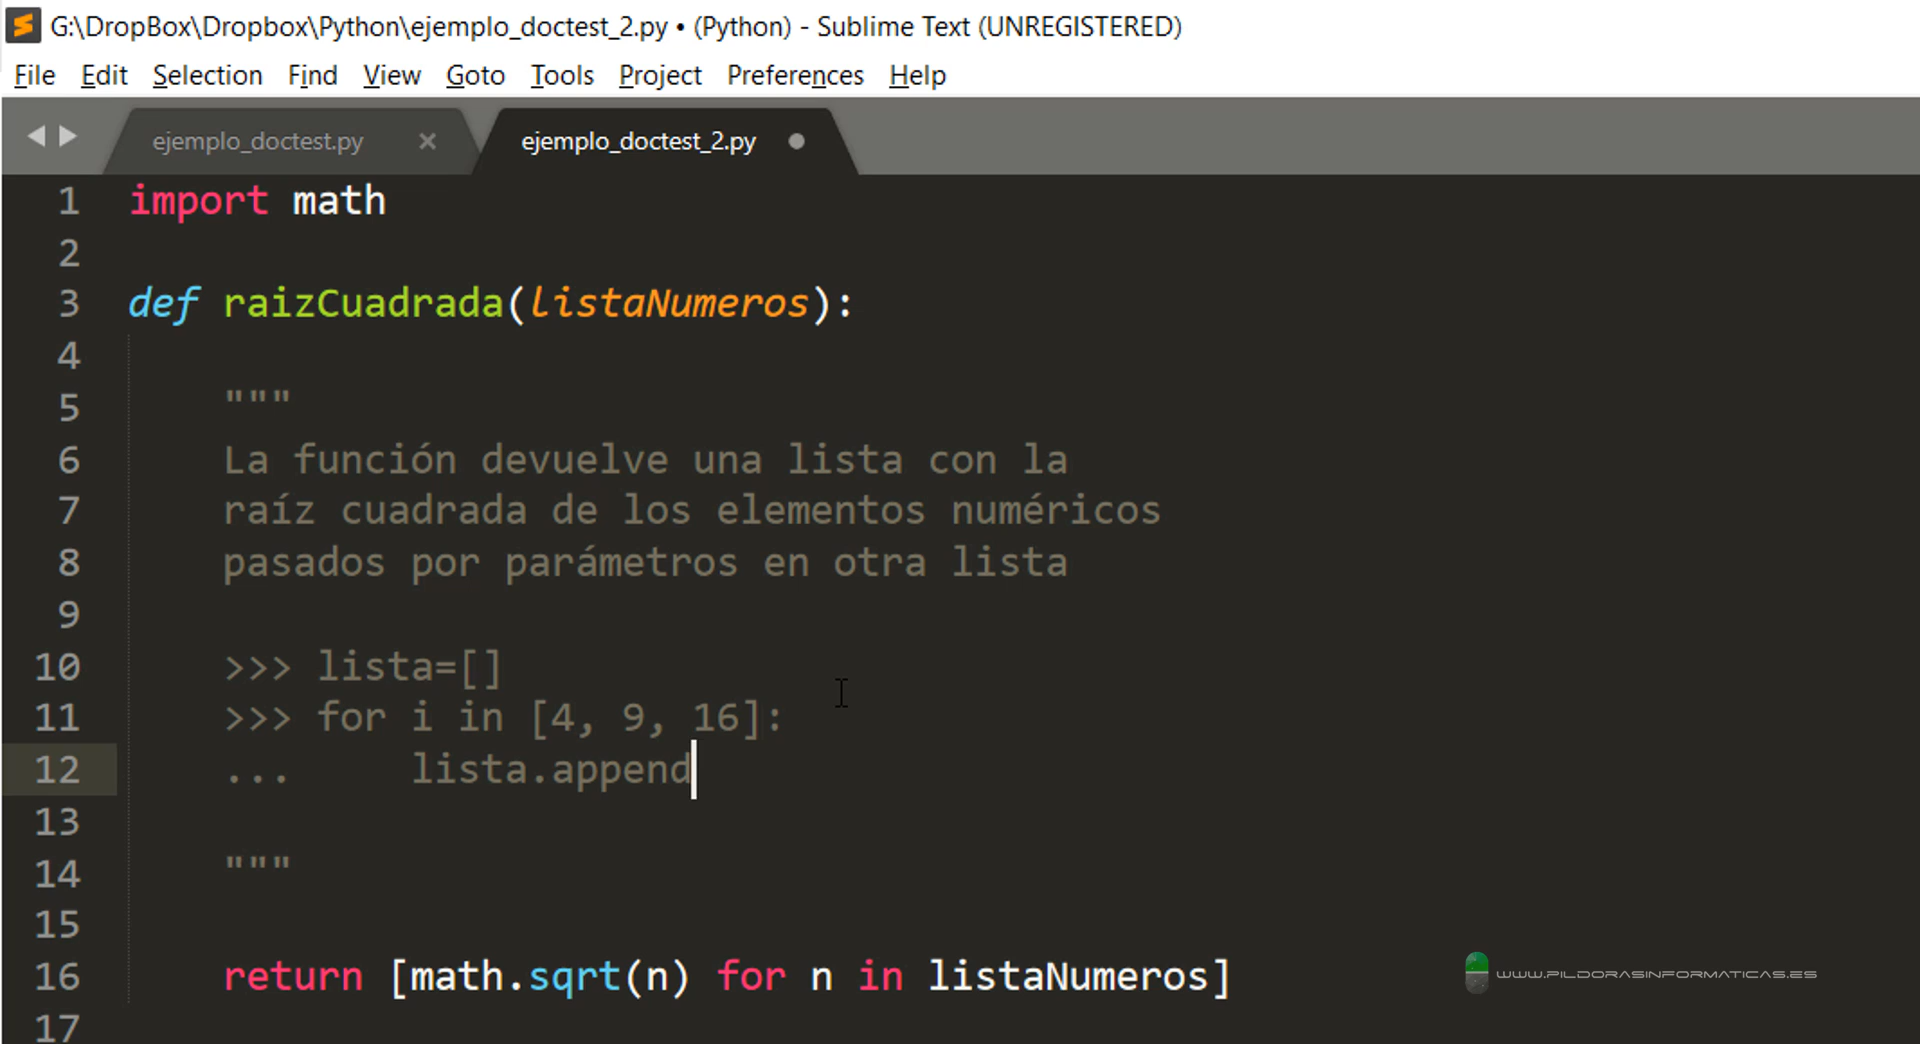 G:\DropBox\Dropbox\Python\ejemplo_doctest_2.py • (Python) - Sublime Text (UNREGISTERED)
File Edit Selection Find View Goto Tools Project Preferences Help
ejemplo_doctest.py × ejemplo_doctest_2.py
1 import math
2
3 def raizCuadrada(listaNumeros):
4
5 """
6 La función devuelve una lista con la
7 raíz cuadrada de los elementos numéricos
8 pasados por parámetros en otra lista
9
10 >>> lista=[]
11 >>> for i in [4, 9, 16]:
12 ...     lista.append
13
14 """
15
16 return [math.sqrt(n) for n in listaNumeros]
17
WWW.PILDORASINFORMATICAS.ES